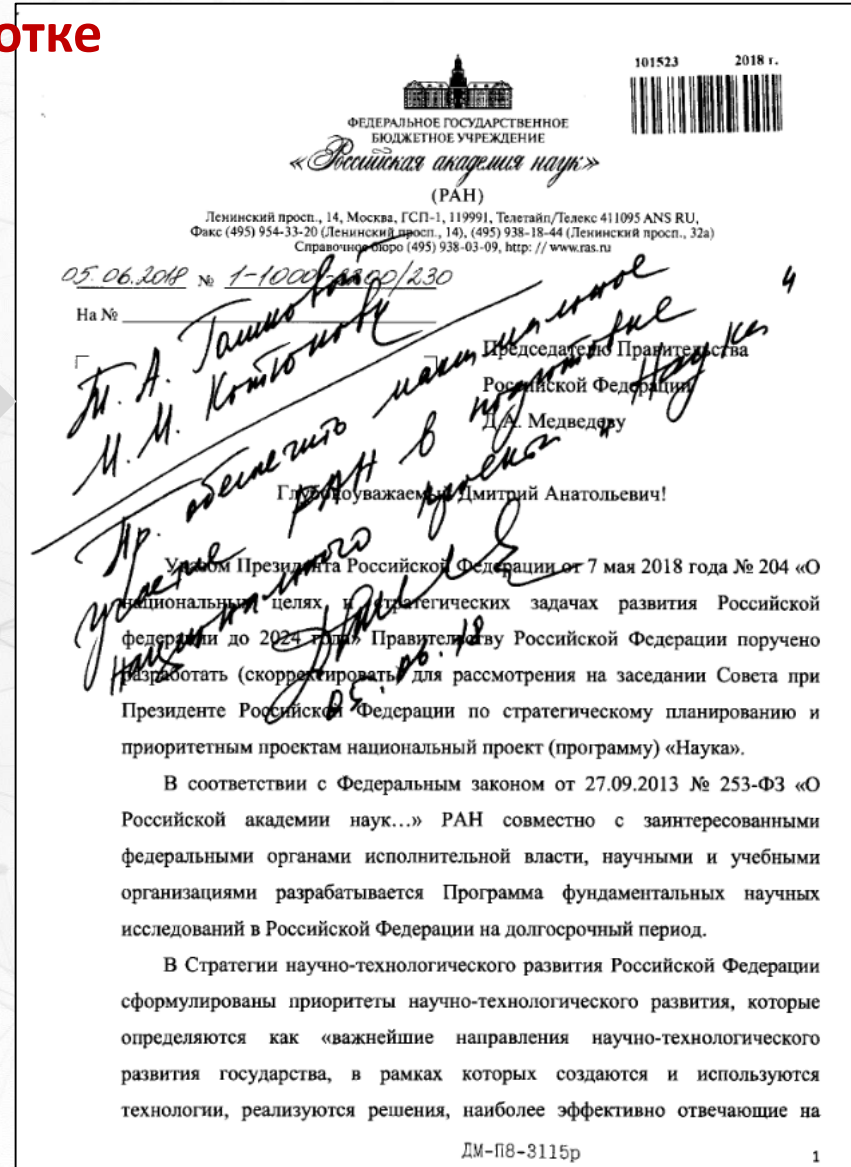 отке
101523 2018 г.
ФЕДЕРАЛЬНОЕ ГОСУДАРСТВЕННОЕ
БЮДЖЕТНОЕ УЧРЕЖДЕНИЕ
«Российская академия наук»
(РАН)
Ленинский просп., 14, Москва, ГСП-1, 119991, Телетайп/Телекс 411095 ANS RU,
Факс (495) 954-33-20 (Ленинский просп., 14), (495) 938-18-44 (Ленинский просп., 32а)
Справочное бюро (495) 938-03-09, http: // www.ras.ru
05.06.2018 № 1-1000/230
На №
Т. А. Голиковой
М. М. Котюкову
Пр. обеспечить максимальное
участие РАН в подготовке
национального проекта "Наука
05.06.18
Председателю Правительства
Российской Федерации
Д.А. Медведеву
Глубокоуважаемый Дмитрий Анатольевич!
Указом Президента Российской Федерации от 7 мая 2018 года № 204 «О
национальных целях и стратегических задачах развития Российской
федерации до 2024 года» Правительству Российской Федерации поручено
разработать (скорректировать) для рассмотрения на заседании Совета при
Президенте Российской Федерации по стратегическому планированию и
приоритетным проектам национальный проект (программу) «Наука».
В соответствии с Федеральным законом от 27.09.2013 № 253-ФЗ «О
Российской академии наук…» РАН совместно с заинтересованными
федеральными органами исполнительной власти, научными и учебными
организациями разрабатывается Программа фундаментальных научных
исследований в Российской Федерации на долгосрочный период.
В Стратегии научно-технологического развития Российской Федерации
сформулированы приоритеты научно-технологического развития, которые
определяются как «важнейшие направления научно-технологического
развития государства, в рамках которых создаются и используются
технологии, реализуются решения, наиболее эффективно отвечающие на
ДМ-П8-3115р
1